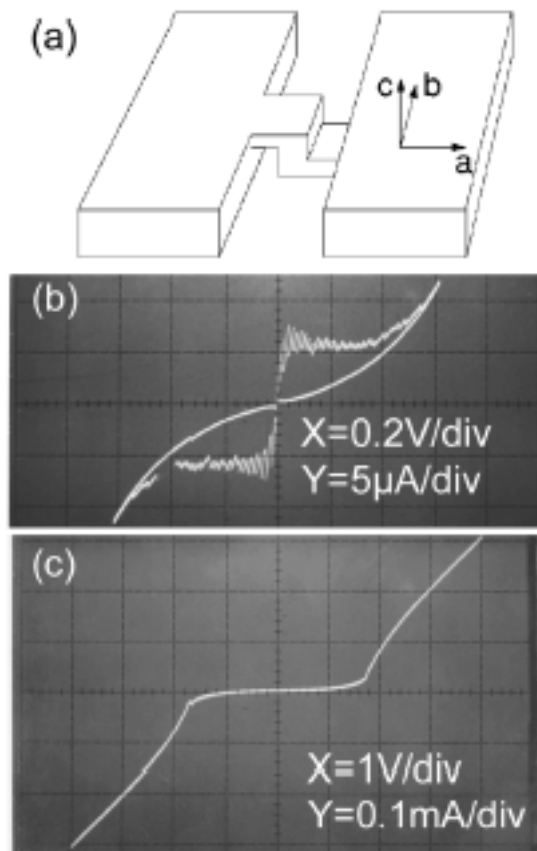 (a)
c
b
a
(b)
X=0.2V/div
Y=5μA/div
(c)
X=1V/div
Y=0.1mA/div